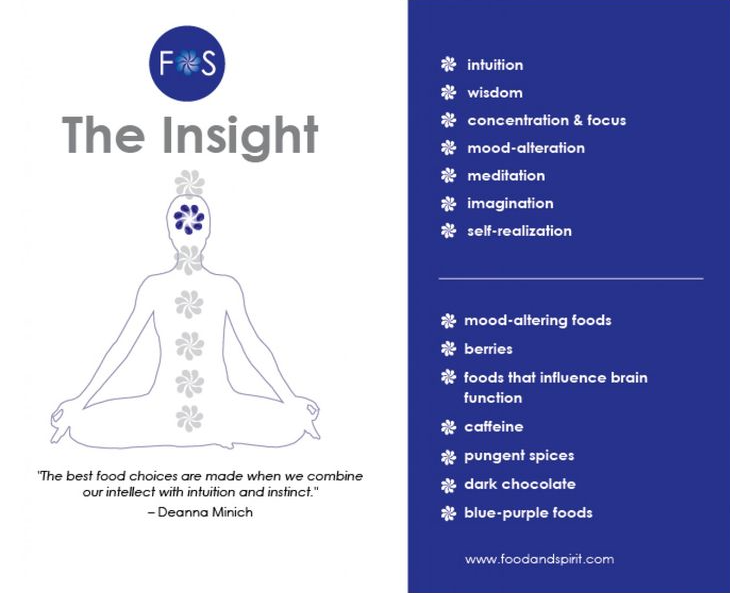 F S
The Insight
"The best food choices are made when we combine
our intellect with intuition and instinct."
– Deanna Minich
intuition
wisdom
concentration & focus
mood-alteration
meditation
imagination
self-realization
mood-altering foods
berries
foods that influence brain
function
caffeine
pungent spices
dark chocolate
blue-purple foods
www.foodandspirit.com